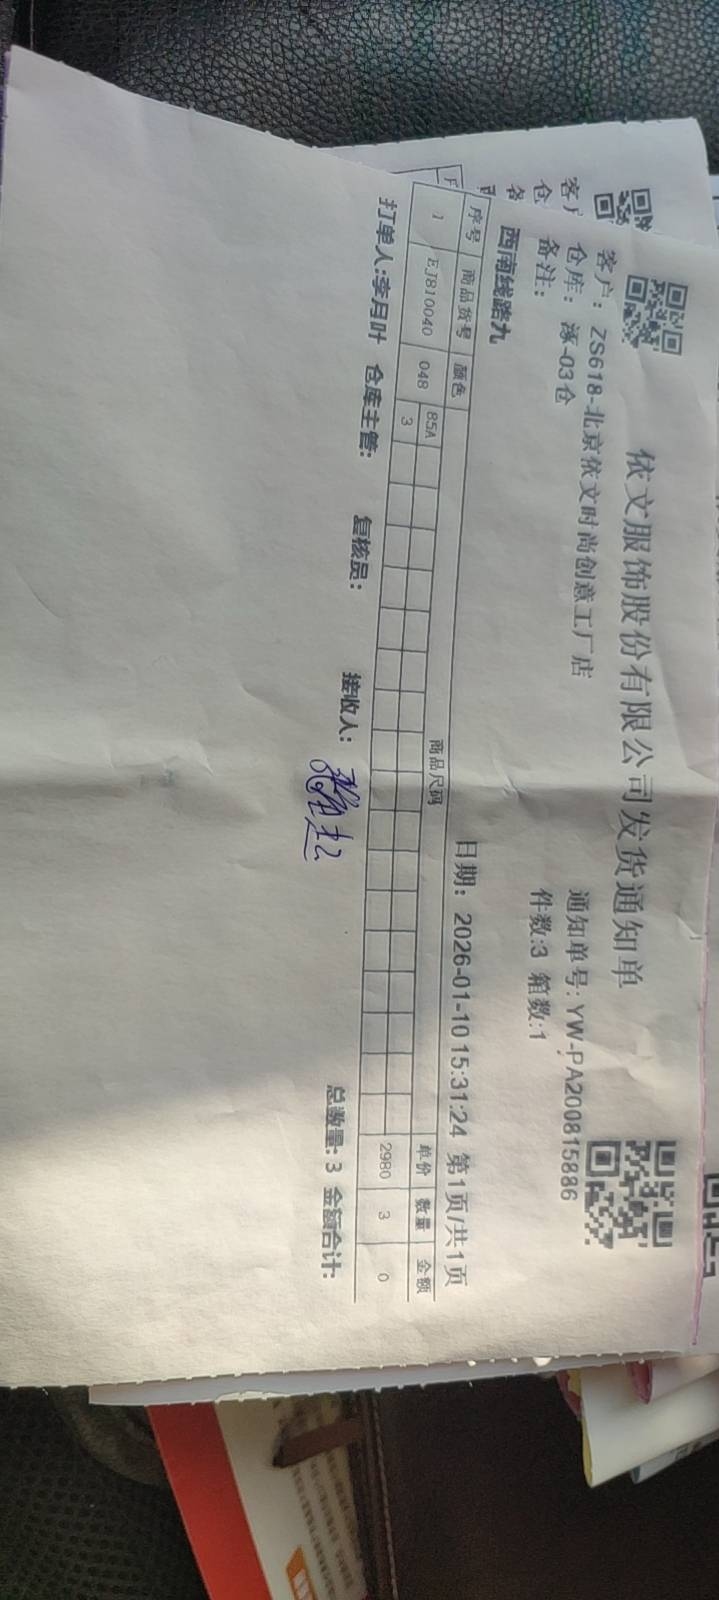 依文服饰股份有限公司发货通知单
客户: ZS618-北京依文时尚创意工厂店
通知单号: YW-PA200815886
仓库: 涿-03仓
件数:3 箱数:1
备注:
西南线路九
日期: 2026-01-10 15:31:24 第1页/共1页
序号 商品货号 颜色 商品尺码 单价 数量 金额
85A
1 EJ810040 048 3 2980 3 0
打单人:李月叶 仓库主管: 复核员: 接收人: 总数量: 3 金额合计:
客户
仓